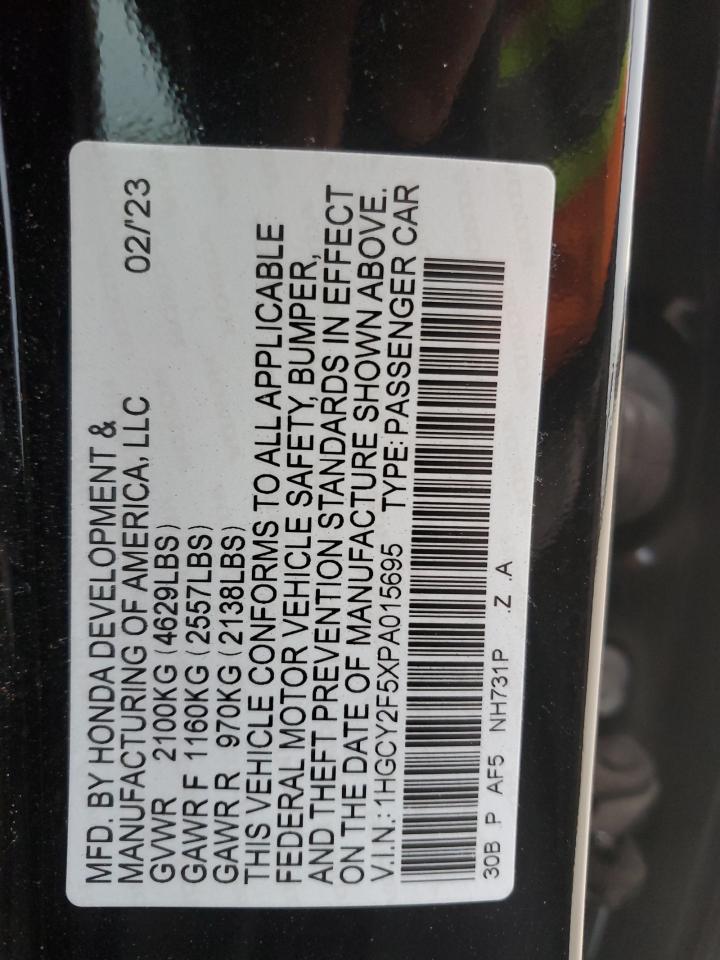 MFD. BY HONDA DEVELOPMENT &
MANUFACTURING OF AMERICA, LLC 02/'23
GVWR 2100KG (4629LBS)
GAWR F 1160KG (2557LBS)
GAWR R 970KG (2138LBS)
THIS VEHICLE CONFORMS TO ALL APPLICABLE
FEDERAL MOTOR VEHICLE SAFETY, BUMPER,
AND THEFT PREVENTION STANDARDS IN EFFECT
ON THE DATE OF MANUFACTURE SHOWN ABOVE.
V.I.N.: 1HGCY2F5XPA015695 TYPE: PASSENGER CAR
30B P AF5 NH731P .Z .A